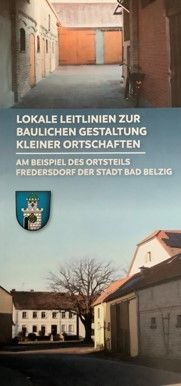 LOKALE LEITLINIEN ZUR
BAULICHEN GESTALTUNG
KLEINER ORTSCHAFTEN
AM BEISPIEL DES ORTSTEILS
FREDERSDORF DER STADT BAD BELZIG